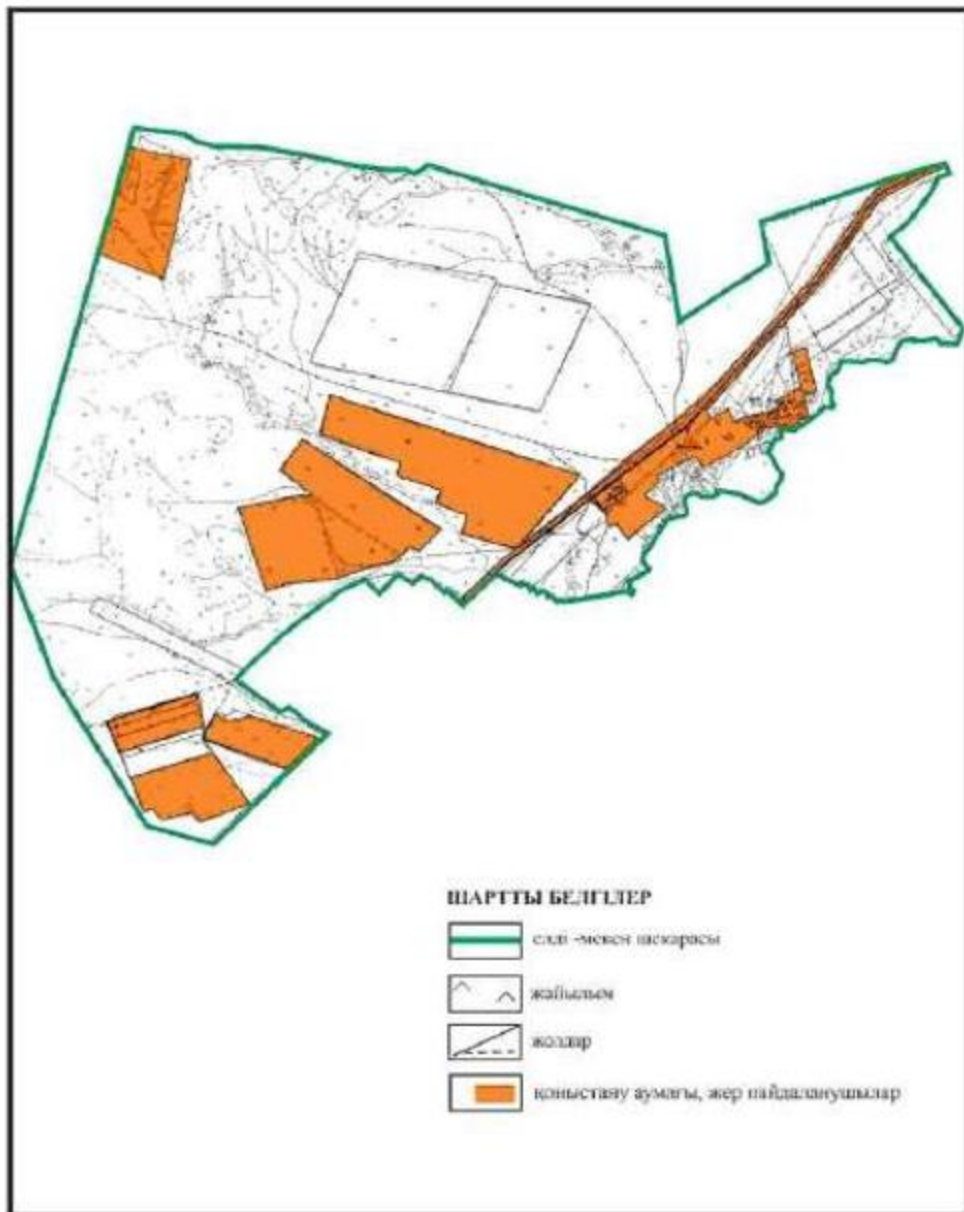 ШАРТТЫ БЕЛГІЛЕР
елді -мекен шекарасы
жайылым
жолдар
қоныстану аумағы, жер пайдаланушылар